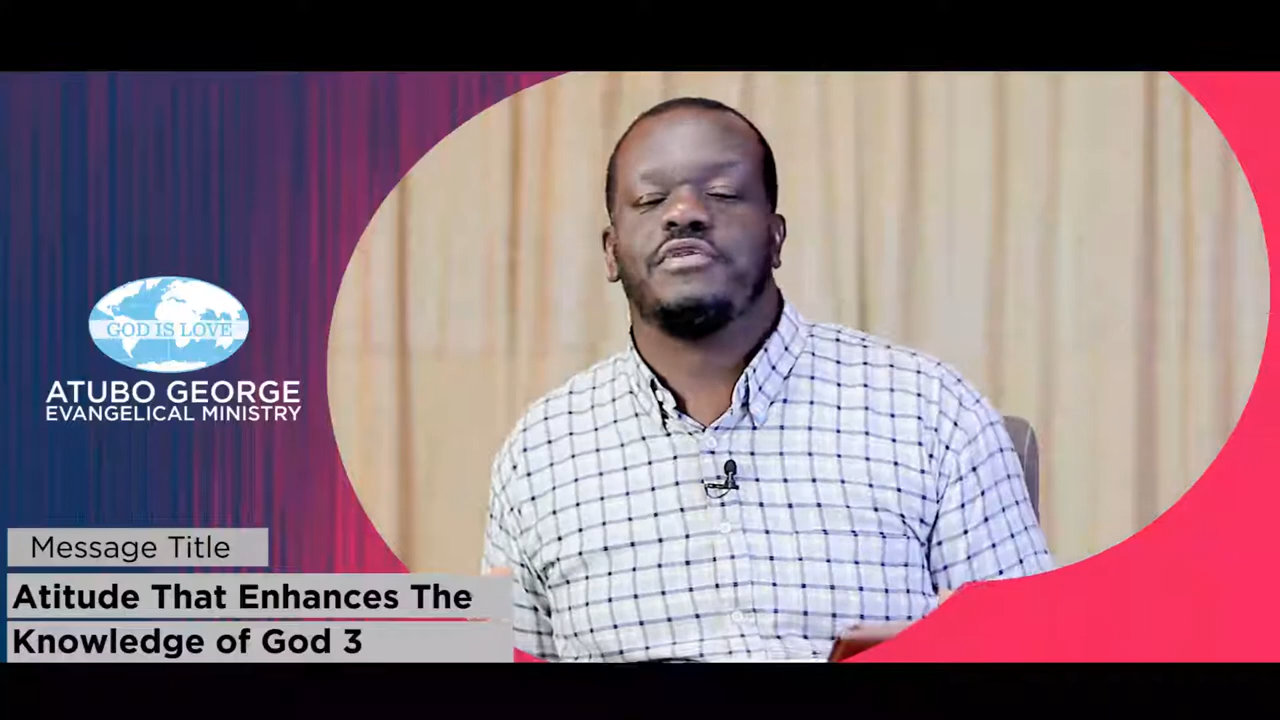 GOD IS LOVE
ATUBO GEORGE
EVANGELICAL MINISTRY
Message Title
Atitude That Enhances The
Knowledge of God 3